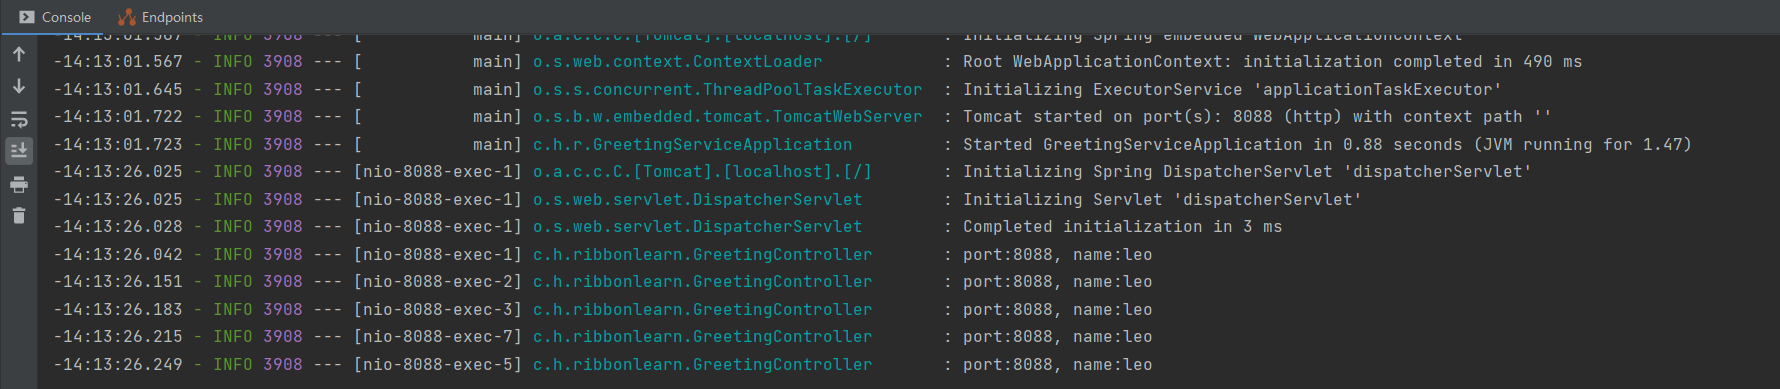 Console Endpoints
-14:13:01.567 - INFO 3908 --- [ main] o.a.c.c.C.[Tomcat].[localhost].[/] : Initializing Spring embedded WebApplicationContext
-14:13:01.567 - INFO 3908 --- [ main] o.s.web.context.ContextLoader : Root WebApplicationContext: initialization completed in 490 ms
-14:13:01.645 - INFO 3908 --- [ main] o.s.s.concurrent.ThreadPoolTaskExecutor : Initializing ExecutorService 'applicationTaskExecutor'
-14:13:01.722 - INFO 3908 --- [ main] o.s.b.w.embedded.tomcat.TomcatWebServer : Tomcat started on port(s): 8088 (http) with context path ''
-14:13:01.723 - INFO 3908 --- [ main] c.h.r.GreetingServiceApplication : Started GreetingServiceApplication in 0.88 seconds (JVM running for 1.47)
-14:13:26.025 - INFO 3908 --- [nio-8088-exec-1] o.a.c.c.C.[Tomcat].[localhost].[/] : Initializing Spring DispatcherServlet 'dispatcherServlet'
-14:13:26.025 - INFO 3908 --- [nio-8088-exec-1] o.s.web.servlet.DispatcherServlet : Initializing Servlet 'dispatcherServlet'
-14:13:26.028 - INFO 3908 --- [nio-8088-exec-1] o.s.web.servlet.DispatcherServlet : Completed initialization in 3 ms
-14:13:26.042 - INFO 3908 --- [nio-8088-exec-1] c.h.ribbonlearn.GreetingController : port:8088, name:leo
-14:13:26.151 - INFO 3908 --- [nio-8088-exec-2] c.h.ribbonlearn.GreetingController : port:8088, name:leo
-14:13:26.183 - INFO 3908 --- [nio-8088-exec-3] c.h.ribbonlearn.GreetingController : port:8088, name:leo
-14:13:26.215 - INFO 3908 --- [nio-8088-exec-7] c.h.ribbonlearn.GreetingController : port:8088, name:leo
-14:13:26.249 - INFO 3908 --- [nio-8088-exec-5] c.h.ribbonlearn.GreetingController : port:8088, name:leo